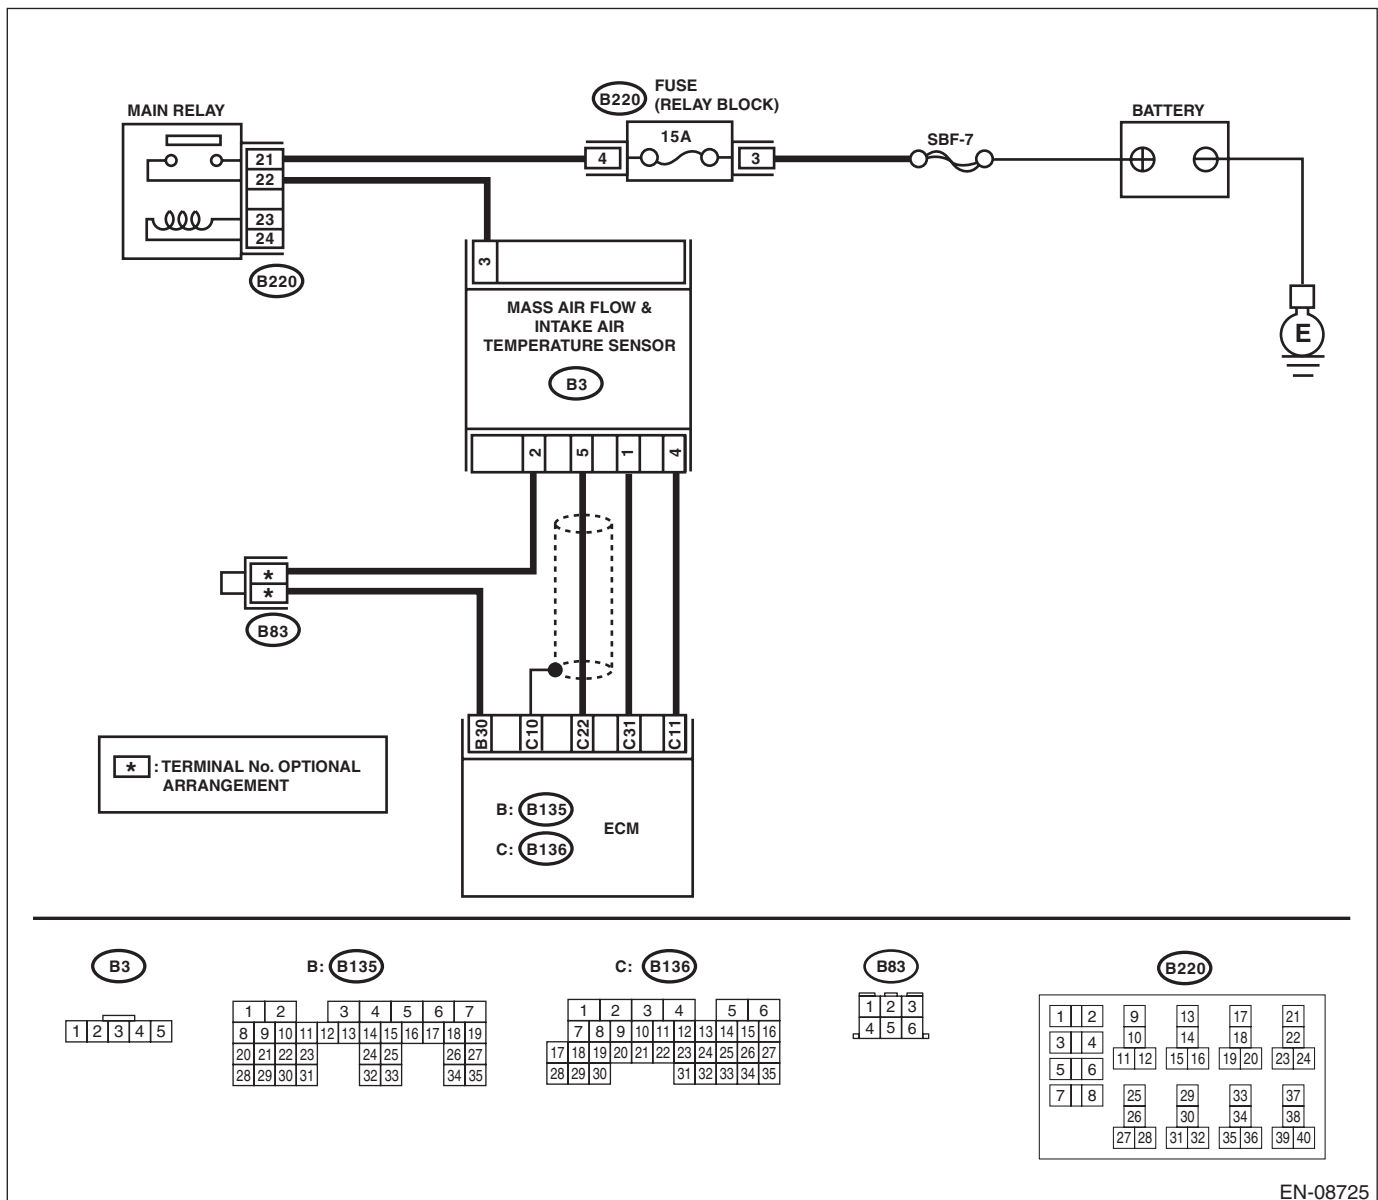 MAIN RELAY
B220
FUSE
(RELAY BLOCK)
15A
SBF-7
BATTERY
21
22
23
24
4
3
B220
E
3
MASS AIR FLOW &
INTAKE AIR
TEMPERATURE SENSOR
B3
2 5 1 4
*
*
B83
B30 C10 C22 C31 C11
* : TERMINAL No. OPTIONAL
ARRANGEMENT
B: B135
C: B136
ECM
B3
1 2 3 4 5
B: B135
1 2 3 4 5 6 7
8 9 10 11 12 13 14 15 16 17 18 19
20 21 22 23 24 25 26 27
28 29 30 31 32 33 34 35
C: B136
1 2 3 4 5 6
7 8 9 10 11 12 13 14 15 16
17 18 19 20 21 22 23 24 25 26 27
28 29 30 31 32 33 34 35
B83
1 2 3
4 5 6
B220
1 2
3 4
5 6
7 8
9
10
11 12
13
14
15 16
17
18
19 20
21
22
23 24
25
26
27 28
29
30
31 32
33
34
35 36
37
38
39 40
EN-08725